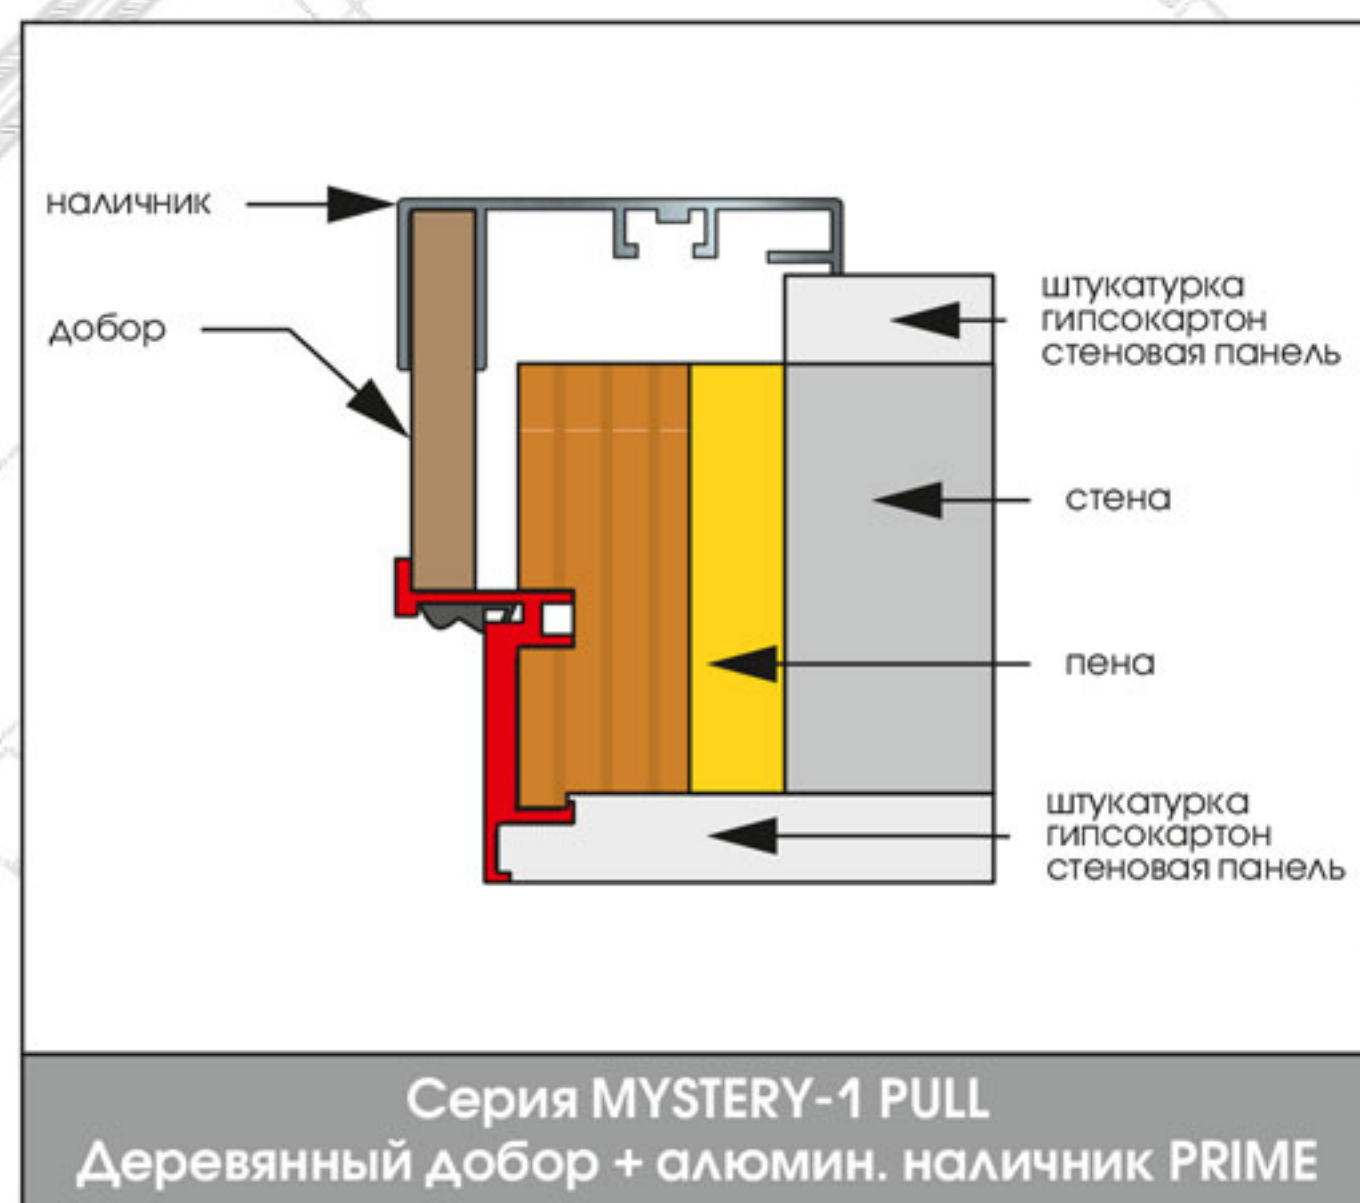 наличник
добор
штукатурка
гипсокартон
стеновая панель
стена
пена
штукатурка
гипсокартон
стеновая панель
Серия MYSTERY-1 PULL
Деревянный добор + алюмин. наличник PRIME